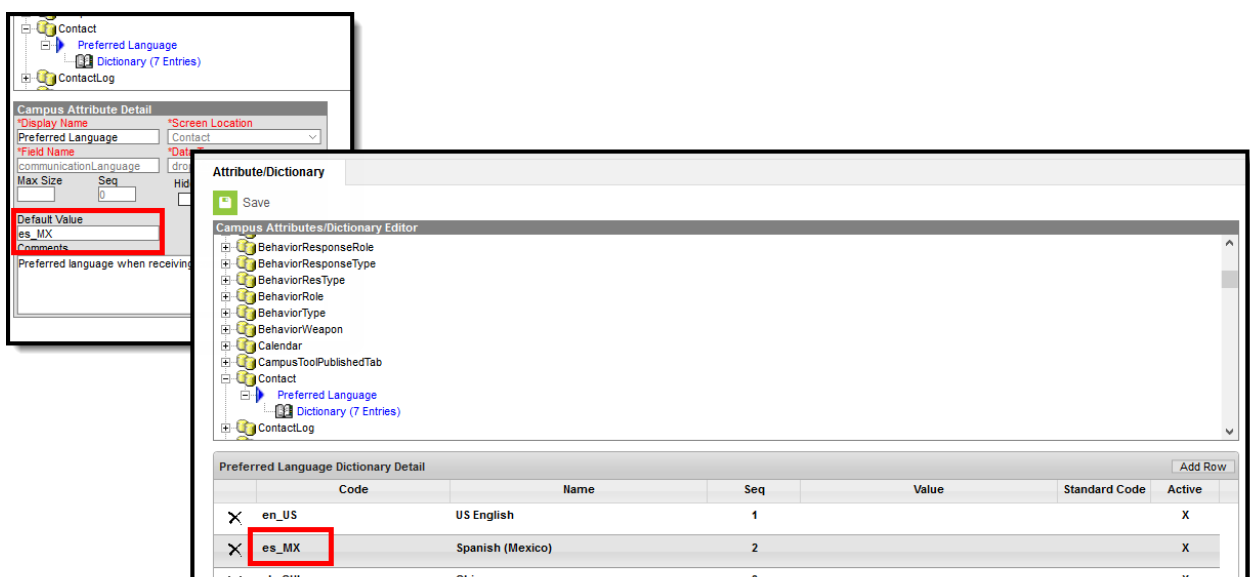 Contact
Preferred Language
Dictionary (7 Entries)
ContactLog
Campus Attribute Detail
*Display Name *Screen Location
Preferred Language Contact
*Field Name
communicationLanguage
Max Size Seq
0
Default Value
es_MX
Comments
Preferred language when receiving
Attribute/Dictionary
Save
Campus Attributes/Dictionary Editor
BehaviorResponseRole
BehaviorResponseType
BehaviorResType
BehaviorRole
BehaviorType
BehaviorWeapon
Calendar
CampusToolPublishedTab
Contact
Preferred Language
Dictionary (7 Entries)
ContactLog
Preferred Language Dictionary Detail Add Row
Code Name Seq Value Standard Code Active
X en_US US English 1 X
X es_MX Spanish (Mexico) 2 X